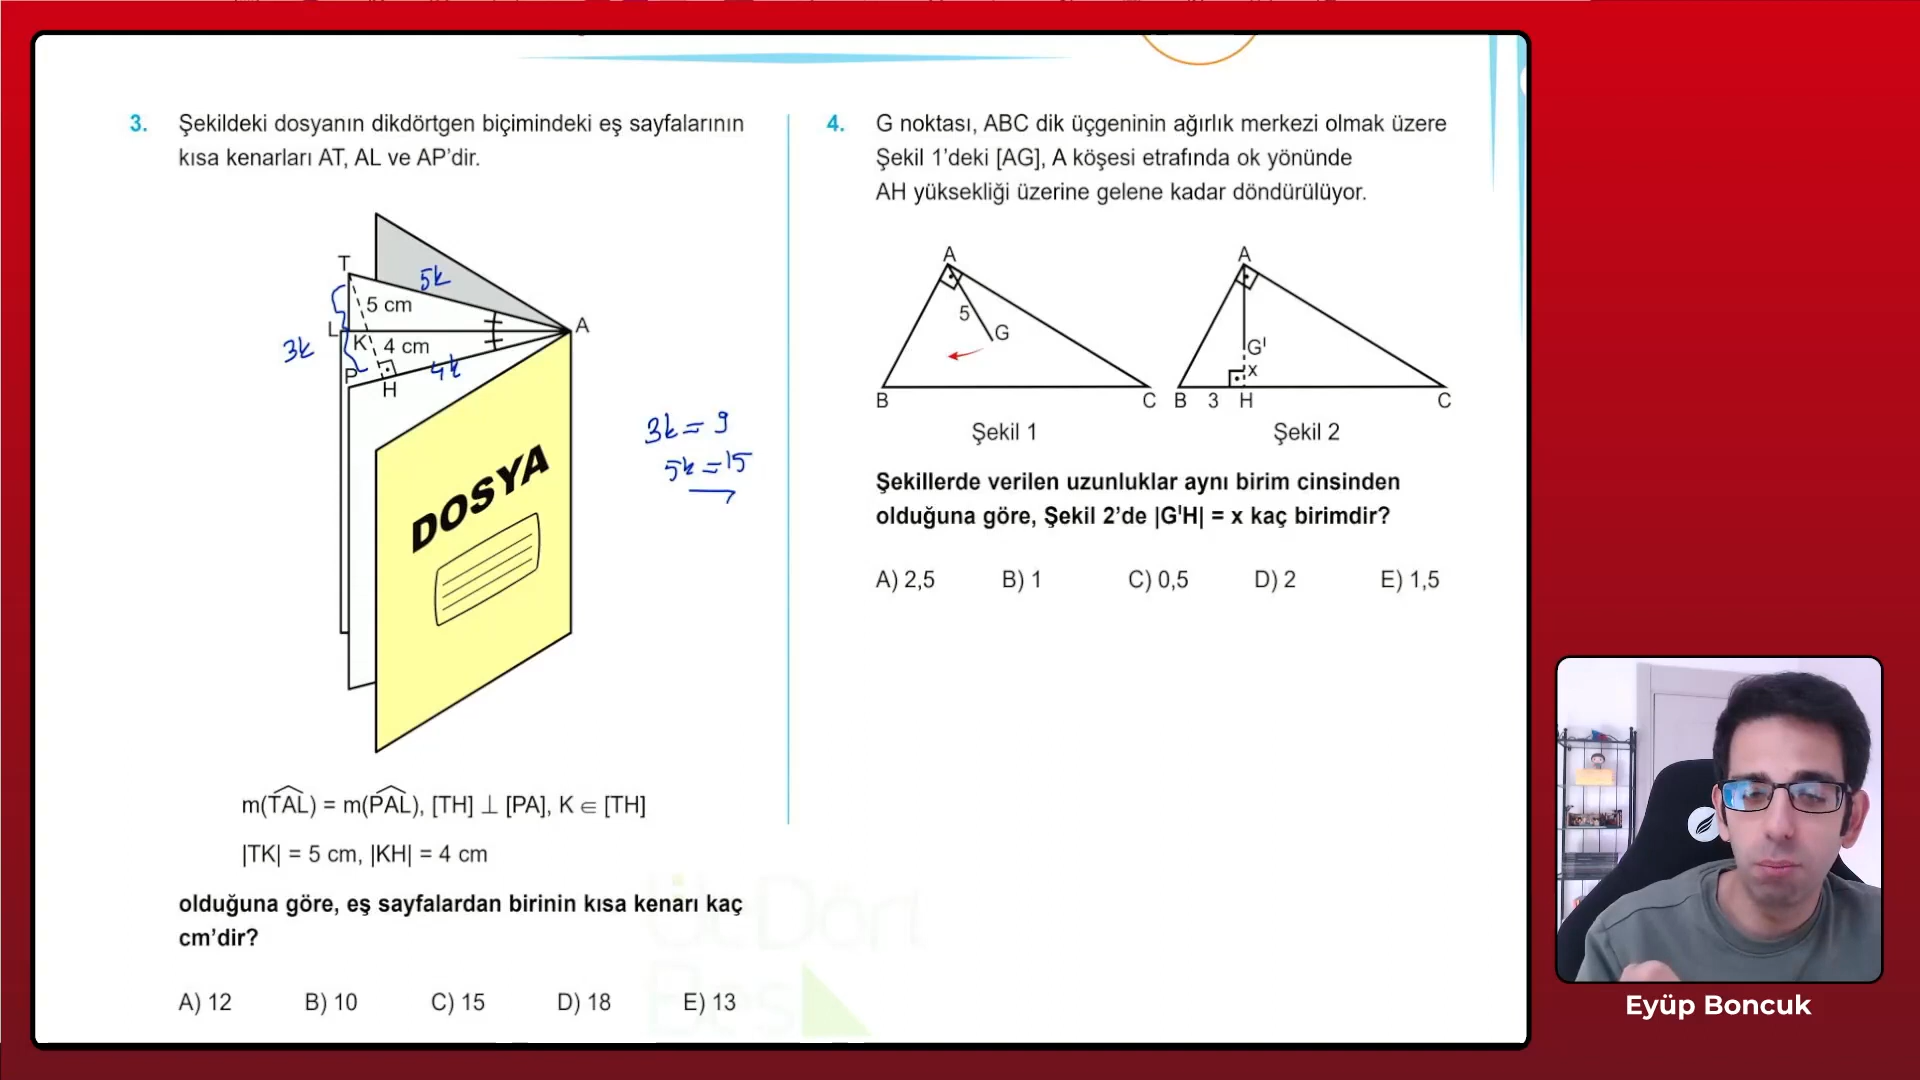 3. Şekildeki dosyanın dikdörtgen biçimindeki eş sayfalarının
kısa kenarları AT, AL ve AP'dir.
T
5k
5 cm
L
K
A
3k
4 cm
P
4k
H
3k = 9
5k = 15
DOSYA
m(TAL) = m(PAL), [TH] ⊥ [PA], K ∈ [TH]
|TK| = 5 cm, |KH| = 4 cm
olduğuna göre, eş sayfalardan birinin kısa kenarı kaç
cm'dir?
A) 12 B) 10 C) 15 D) 18 E) 13
4. G noktası, ABC dik üçgeninin ağırlık merkezi olmak üzere
Şekil 1'deki [AG], A köşesi etrafında ok yönünde
AH yüksekliği üzerine gelene kadar döndürülüyor.
A
5
G
B C
Şekil 1
A
G'
x
B 3 H C
Şekil 2
Şekillerde verilen uzunluklar aynı birim cinsinden
olduğuna göre, Şekil 2'de |G'H| = x kaç birimdir?
A) 2,5 B) 1 C) 0,5 D) 2 E) 1,5
ÜçDört
Beş
Eyüp Boncuk